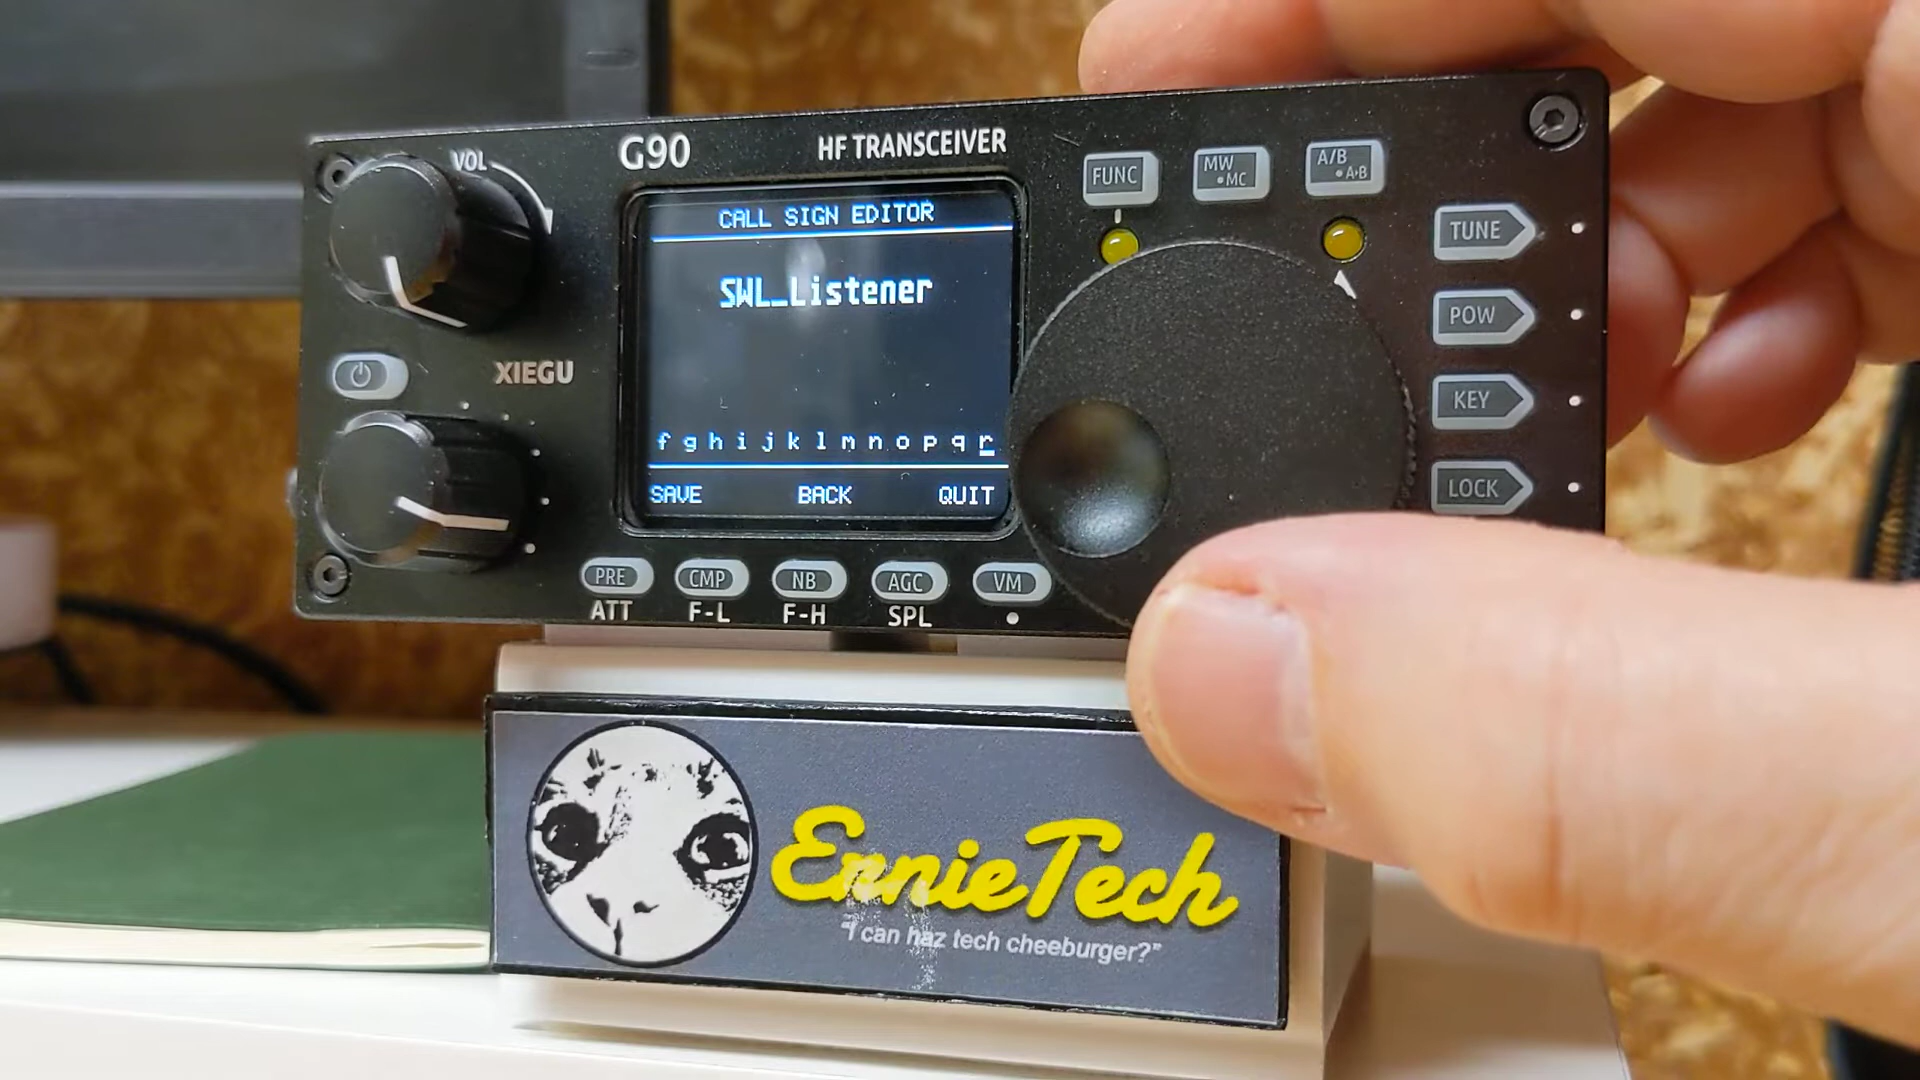 G90 HF TRANSCEIVER
VOL
XIEGU
CALL SIGN EDITOR
SWL_Listener
f g h i j k l m n o p q r
SAVE BACK QUIT
FUNC
MW
•MC
A/B
•A›B
TUNE
POW
KEY
LOCK
PRE CMP NB AGC VM
ATT F-L F-H SPL
ErnieTech
"I can haz tech cheeburger?"